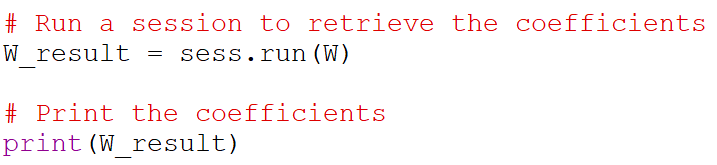 # Run a session to retrieve the coefficients
W_result = sess.run(W)
# Print the coefficients
print(W_result)